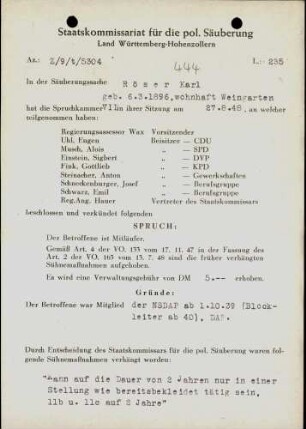 Staatskommissariat für die pol. Säuberung
Land Württemberg-Hohenzollern
Az.: Z/9/t/5304
L.: 235
444
In der Säuberungssache Röser Karl
geb. 6.3.1896, wohnhaft Weingarten
hat die Spruchkammer VII in ihrer Sitzung am 27.8.48, an welcher
teilgenommen haben:
Regierungsassessor Wax Vorsitzender
Uhl, Eugen Beisitzer — CDU
Musch, Alois „ — SPD
Einstein, Sigbert „ — DVP
Fink, Gottlieb „ — KPD
Steinacher, Anton „ — Gewerkschaften
Schneckenburger, Josef „ — Berufsgruppe
Schwarz, Emil „ — Berufsgruppe
Reg.Ang. Hauer Vertreter des Staatskommissars
beschlossen und verkündet folgenden
SPRUCH:
Der Betroffene ist Mitläufer.
Gemäß Art. 4 der VO. 133 vom 17. 11. 47 in der Fassung des
Art. 2 der VO. 165 vom 13. 7. 48 sind die früher verhängten
Sühnemaßnahmen aufgehoben.
Es wird eine Verwaltungsgebühr von DM 5.-- erhoben.
Gründe:
Der Betroffene war Mitglied der NSDAP ab 1.10.39 (Block-
leiter ab 40), DAF.
Durch Entscheidung des Staatskommissars für die pol. Säuberung waren fol-
gende Sühnemaßnahmen verhängt worden:
"Kann auf die Dauer von 2 Jahren nur in einer
Stellung wie bereitsbekleidet tätig sein,
11b u. 11c auf 2 Jahre"